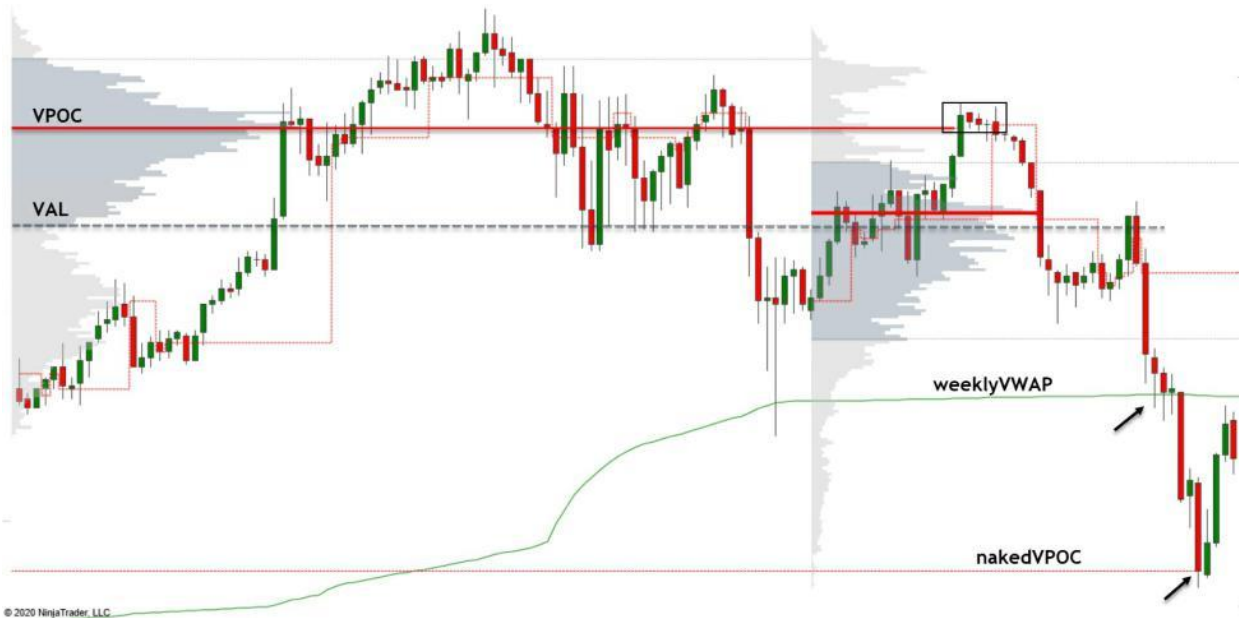 VPOC
VAL
weeklyVWAP
nakedVPOC
© 2020 NinjaTrader, LLC